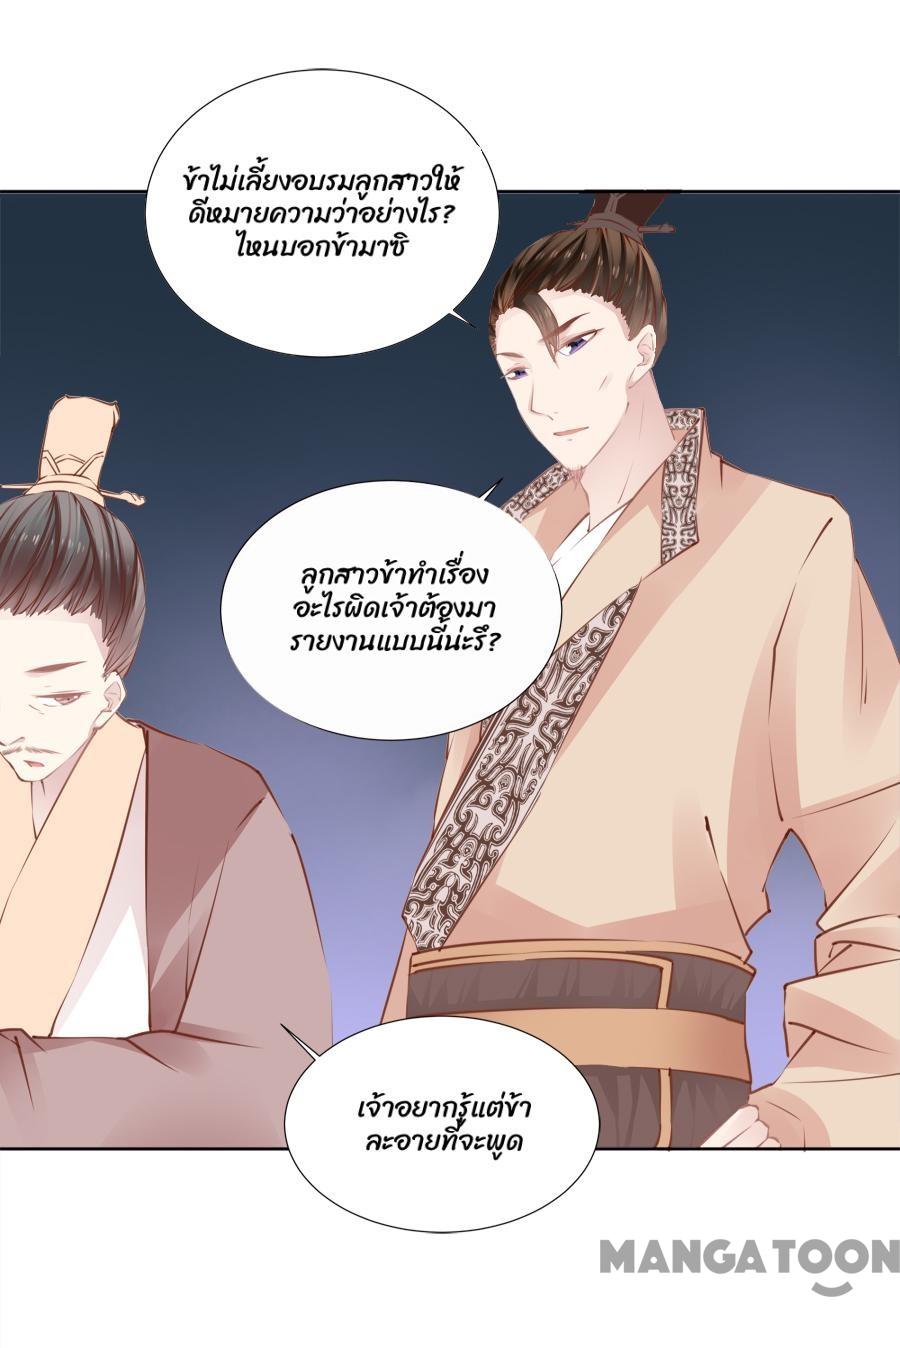 ข้าไม่เลี้ยงอบรมลูกสาวให้
ดีหมายความว่าอย่างไร?
ไหนบอกข้ามาซิ
ลูกสาวข้าทำเรื่อง
อะไรผิดเจ้าต้องมา
รายงานแบบนี้น่ะรึ?
เจ้าอยากรู้แต่ข้า
ละอายที่จะพูด
MANGATOON